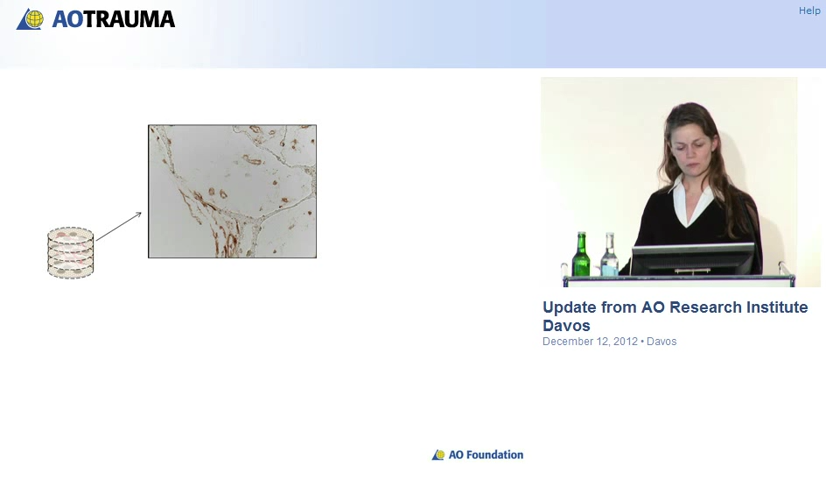 AOTRAUMA
Help
Update from AO Research Institute
Davos
December 12, 2012 • Davos
AO Foundation